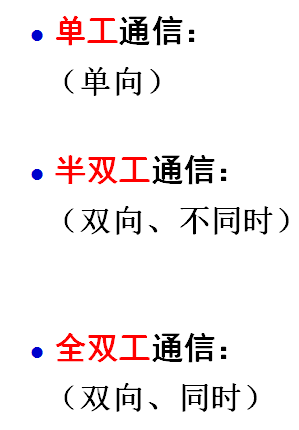 • 单工通信：
（单向）
• 半双工通信：
（双向、不同时）
• 全双工通信：
（双向、同时）